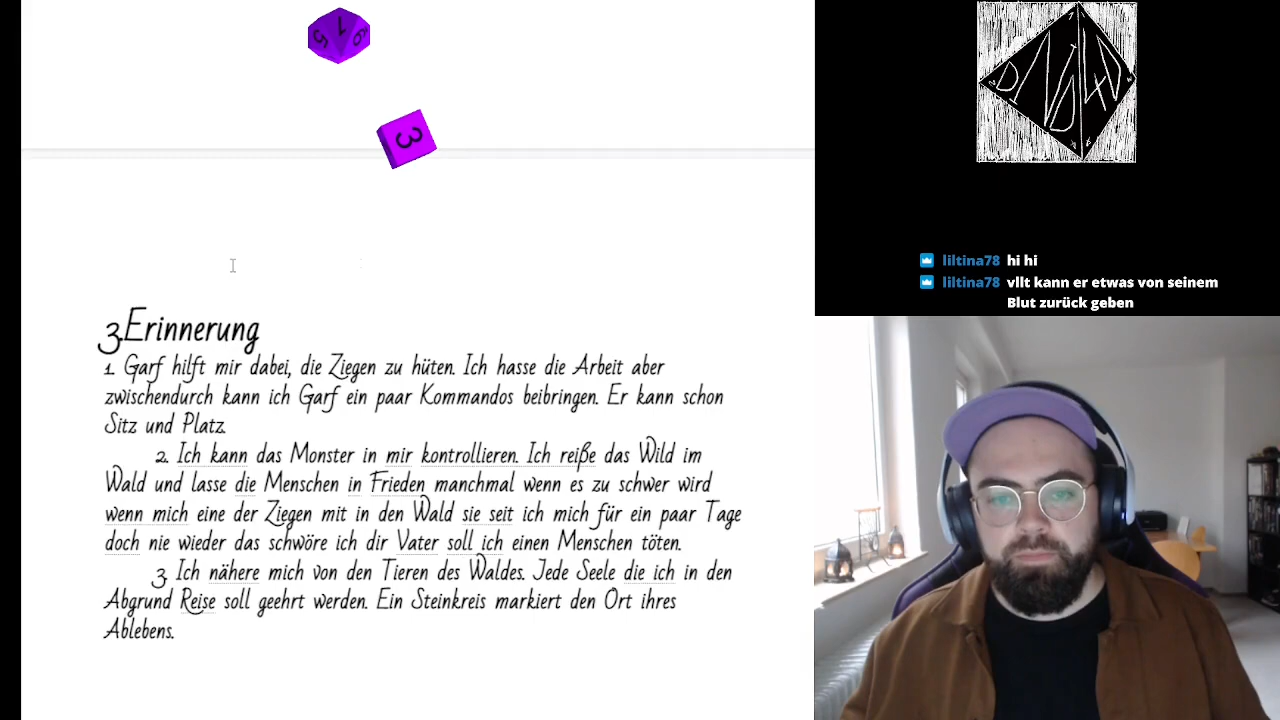 5 1 6
3
liltina78 hi hi
liltina78 vllt kann er etwas von seinem
Blut zurück geben
3.Erinnerung
1. Garf hilft mir dabei, die Ziegen zu hüten. Ich hasse die Arbeit aber
zwischendurch kann ich Garf ein paar Kommandos beibringen. Er kann schon
Sitz und Platz.
2. Ich kann das Monster in mir kontrollieren. Ich reiße das Wild im
Wald und lasse die Menschen in Frieden manchmal wenn es zu schwer wird
wenn mich eine der Ziegen mit in den Wald sie seit ich mich für ein paar Tage
doch nie wieder das schwöre ich dir Vater soll ich einen Menschen töten.
3. Ich nähere mich von den Tieren des Waldes. Jede Seele die ich in den
Abgrund Reise soll geehrt werden. Ein Steinkreis markiert den Ort ihres
Ablebens.